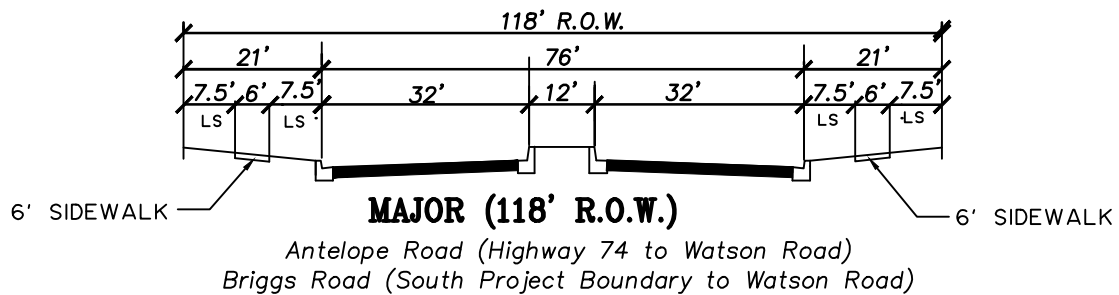 118' R.O.W.
21' 76' 21'
7.5' 6' 7.5' 32' 12' 32' 7.5' 6' 7.5'
LS LS LS LS
6' SIDEWALK 6' SIDEWALK
MAJOR (118' R.O.W.)
Antelope Road (Highway 74 to Watson Road)
Briggs Road (South Project Boundary to Watson Road)